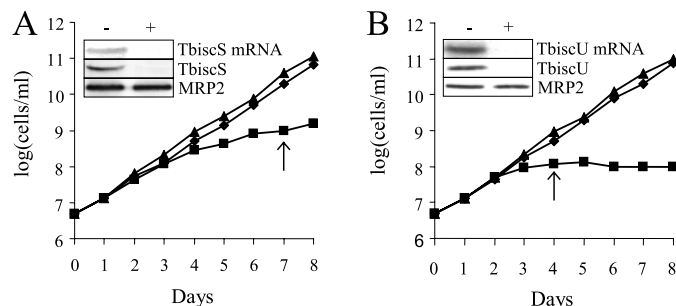 A
- +
TbiscS mRNA
TbiscS
MRP2
log(cells/ml)
12
11
10
9
8
7
6
0 1 2 3 4 5 6 7 8
Days
B
- +
TbiscU mRNA
TbiscU
MRP2
log(cells/ml)
12
11
10
9
8
7
6
0 1 2 3 4 5 6 7 8
Days